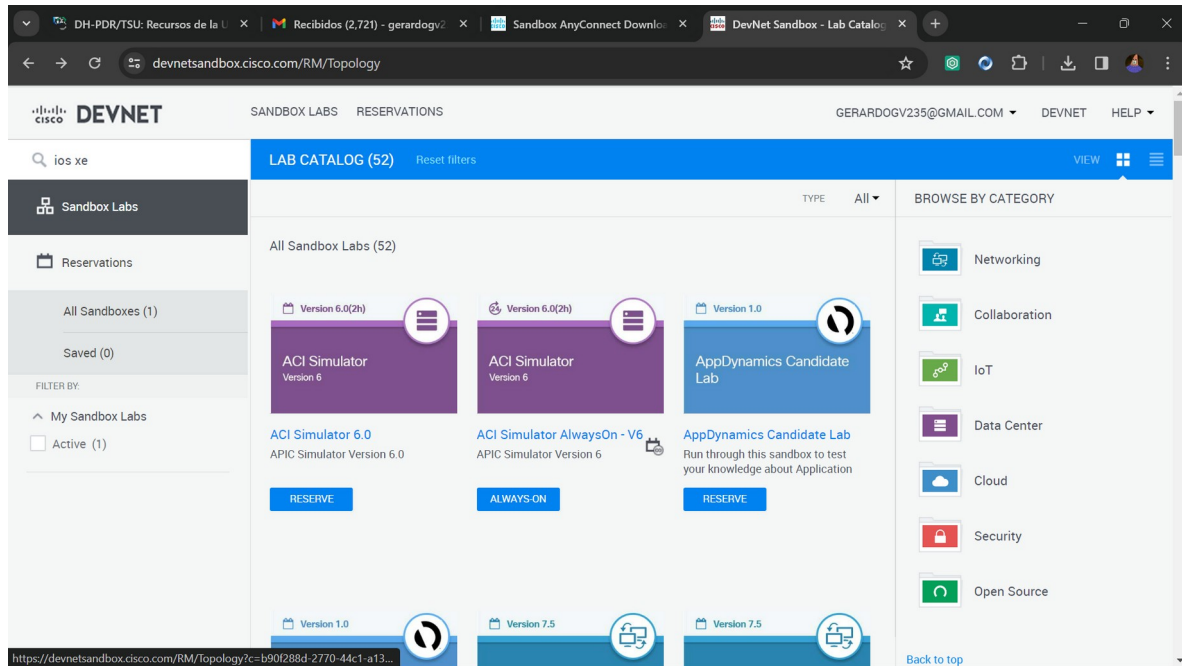 DH-PDR/TSU: Recursos de la U
Recibidos (2,721) - gerardogv2
Sandbox AnyConnect Downloa
DevNet Sandbox - Lab Catalog
devnetsandbox.cisco.com/RM/Topology
CISCO DEVNET
SANDBOX LABS
RESERVATIONS
GERARDOGV235@GMAIL.COM
DEVNET
HELP
ios xe
LAB CATALOG (52)
Reset filters
VIEW
Sandbox Labs
TYPE
All
BROWSE BY CATEGORY
Reservations
All Sandboxes (1)
Saved (0)
FILTER BY:
My Sandbox Labs
Active (1)
All Sandbox Labs (52)
Version 6.0(2h)
ACI Simulator
Version 6
ACI Simulator 6.0
APIC Simulator Version 6.0
RESERVE
24
Version 6.0(2h)
ACI Simulator
Version 6
ACI Simulator AlwaysOn - V6
APIC Simulator Version 6
ALWAYS-ON
Version 1.0
AppDynamics Candidate
Lab
AppDynamics Candidate Lab
Run through this sandbox to test
your knowledge about Application
RESERVE
Version 1.0
Version 7.5
Version 7.5
Networking
Collaboration
IoT
Data Center
Cloud
Security
Open Source
Back to top
https://devnetsandbox.cisco.com/RM/Topology?c=b90f288d-2770-44c1-a13...